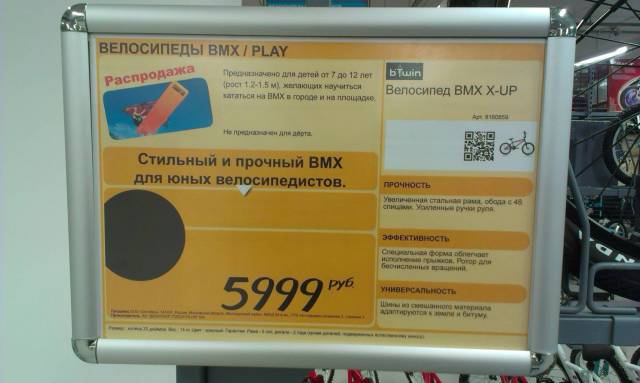 ВЕЛОСИПЕДЫ BMX / PLAY
Распродажа
Предназначено для детей от 7 до 12 лет
(рост 1.2-1.5 м), желающих научиться
кататься на BMX в городе и на площадке.
Не предназначен для дёрта.
Стильный и прочный BMX
для юных велосипедистов.
5999 руб.
b'twin
Велосипед BMX X-UP
ПРОЧНОСТЬ
Увеличенная стальная рама, обода с 48
спицами. Усиленные ручки руля.
ЭФФЕКТИВНОСТЬ
Специальная форма облегчает
исполнение прыжков. Ротор для
бесчисленных вращений.
УНИВЕРСАЛЬНОСТЬ
Шины из смешанного материала
адаптируются к земле и битуму.